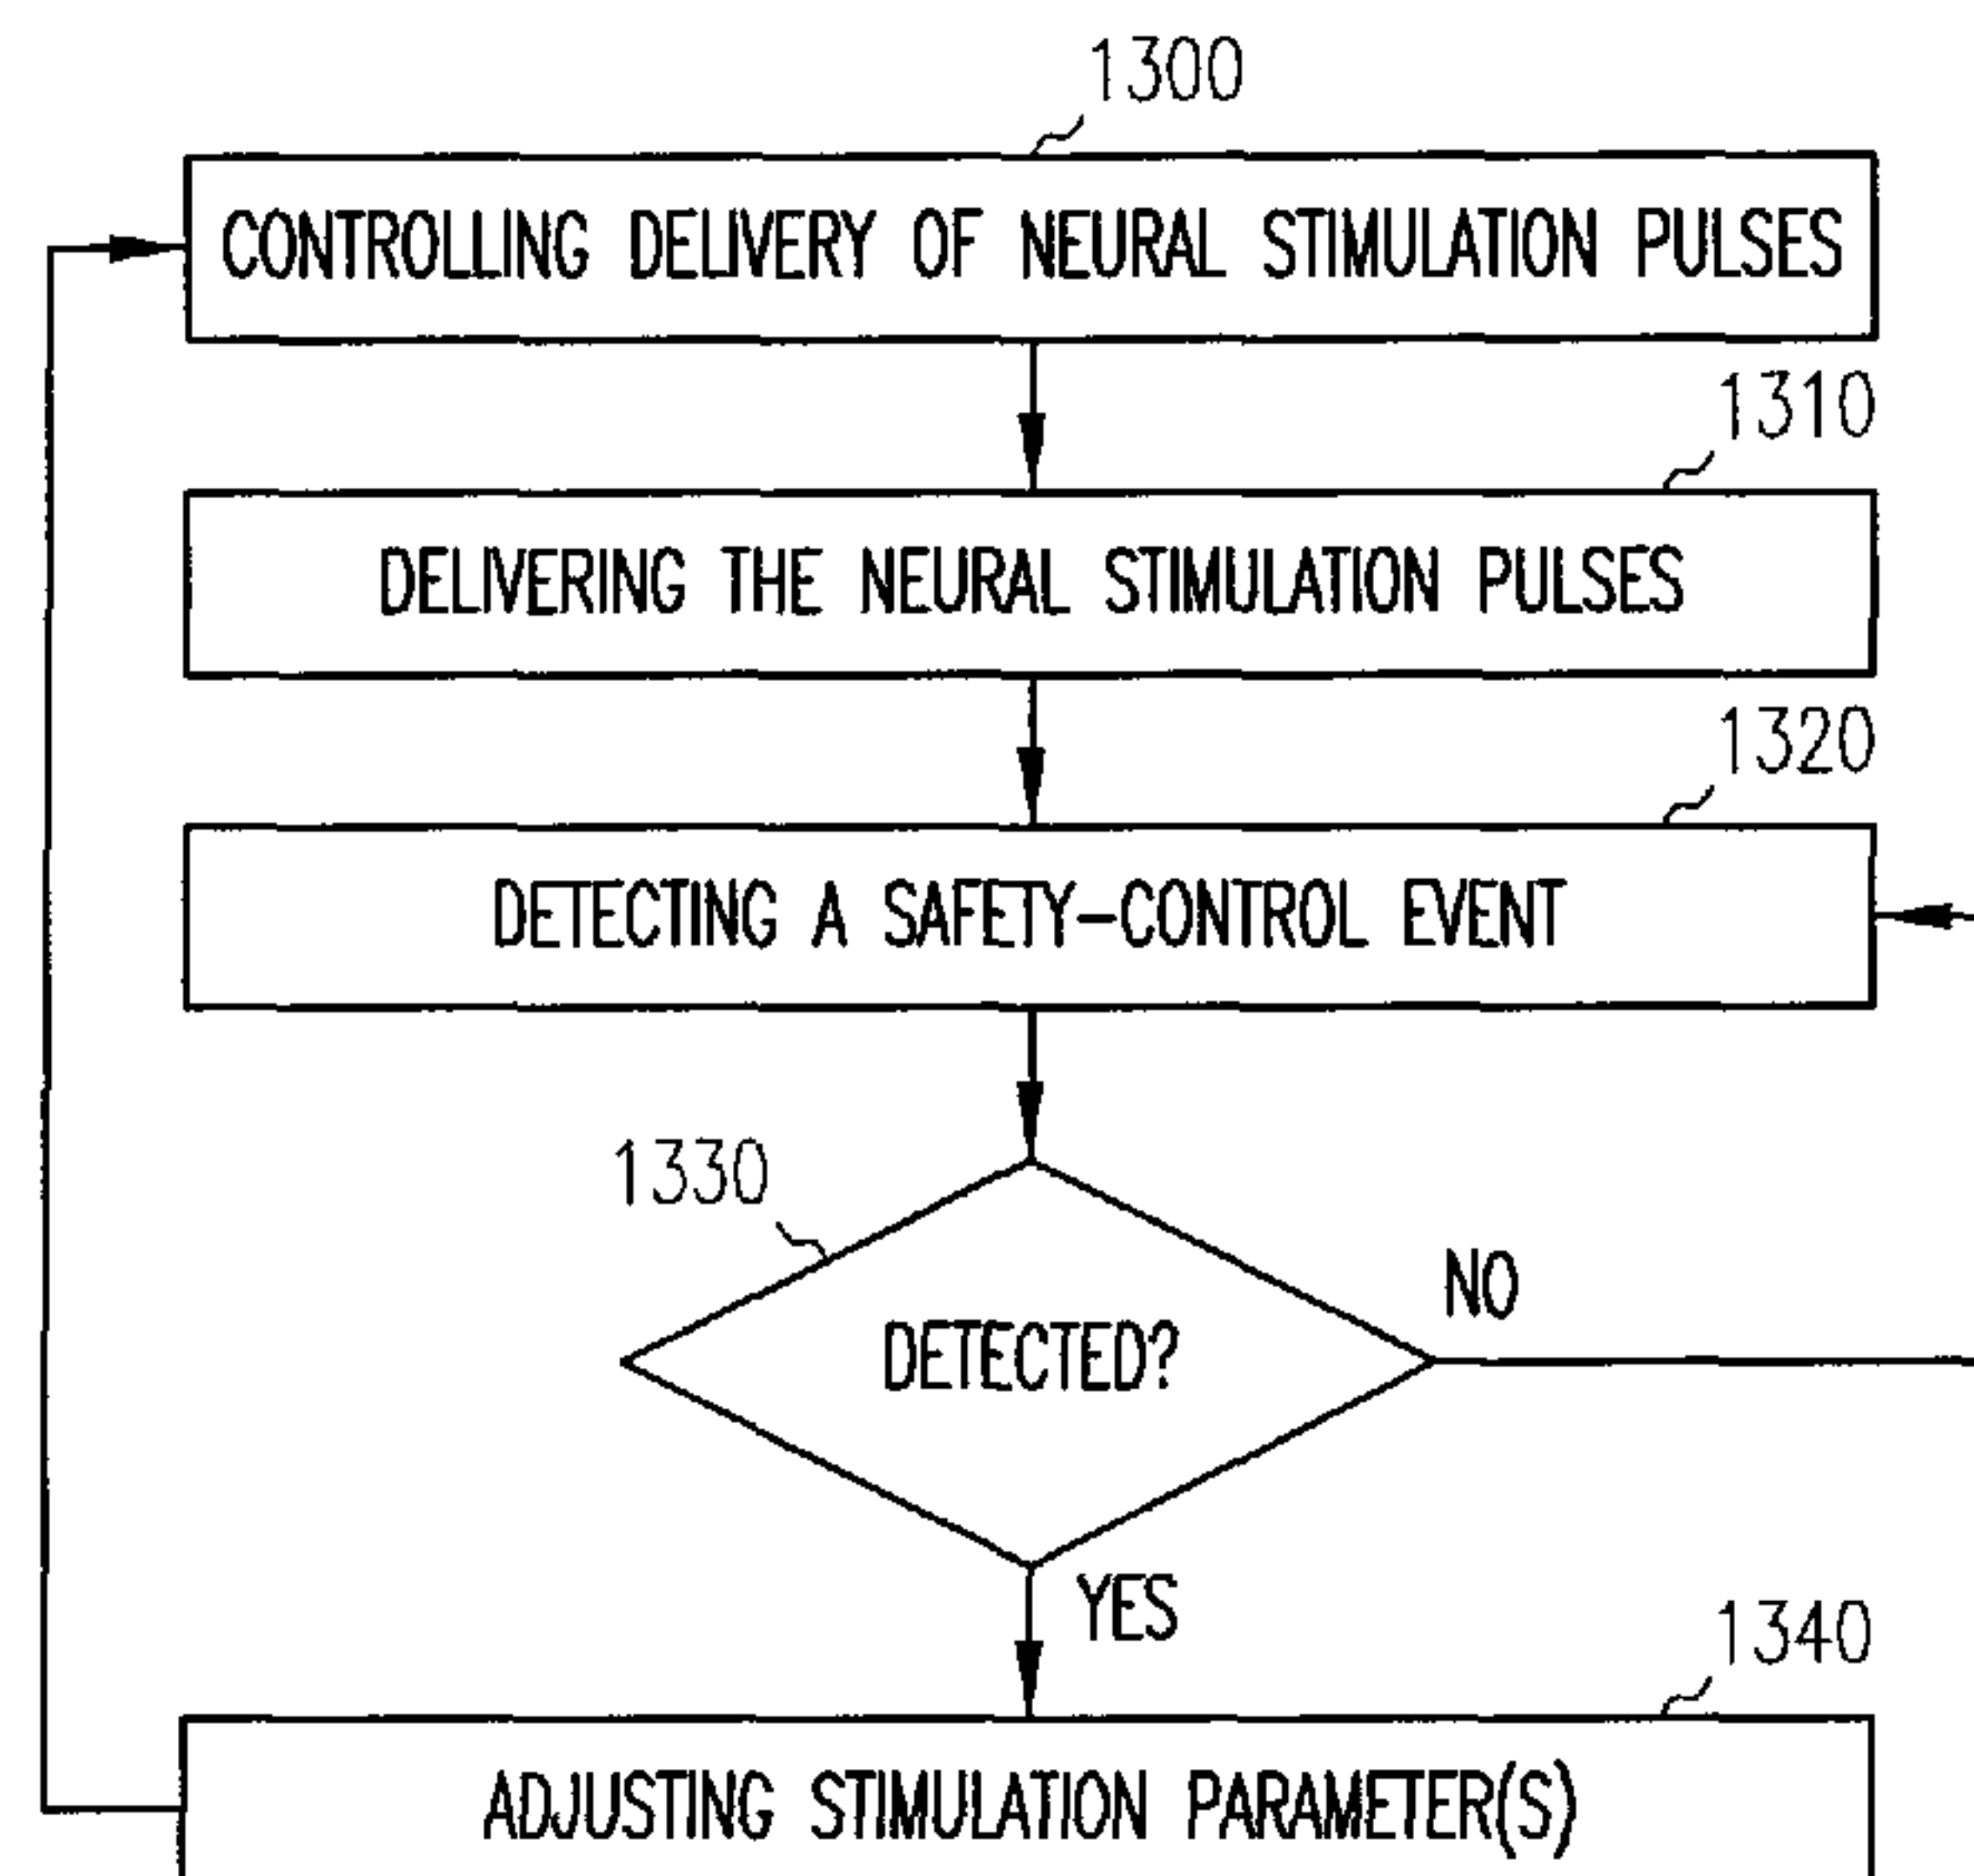 1300
CONTROLLING DELIVERY OF NEURAL STIMULATION PULSES
1310
DELIVERING THE NEURAL STIMULATION PULSES
1320
DETECTING A SAFETY-CONTROL EVENT
1330
DETECTED?
NO
YES
1340
ADJUSTING STIMULATION PARAMETER(S)